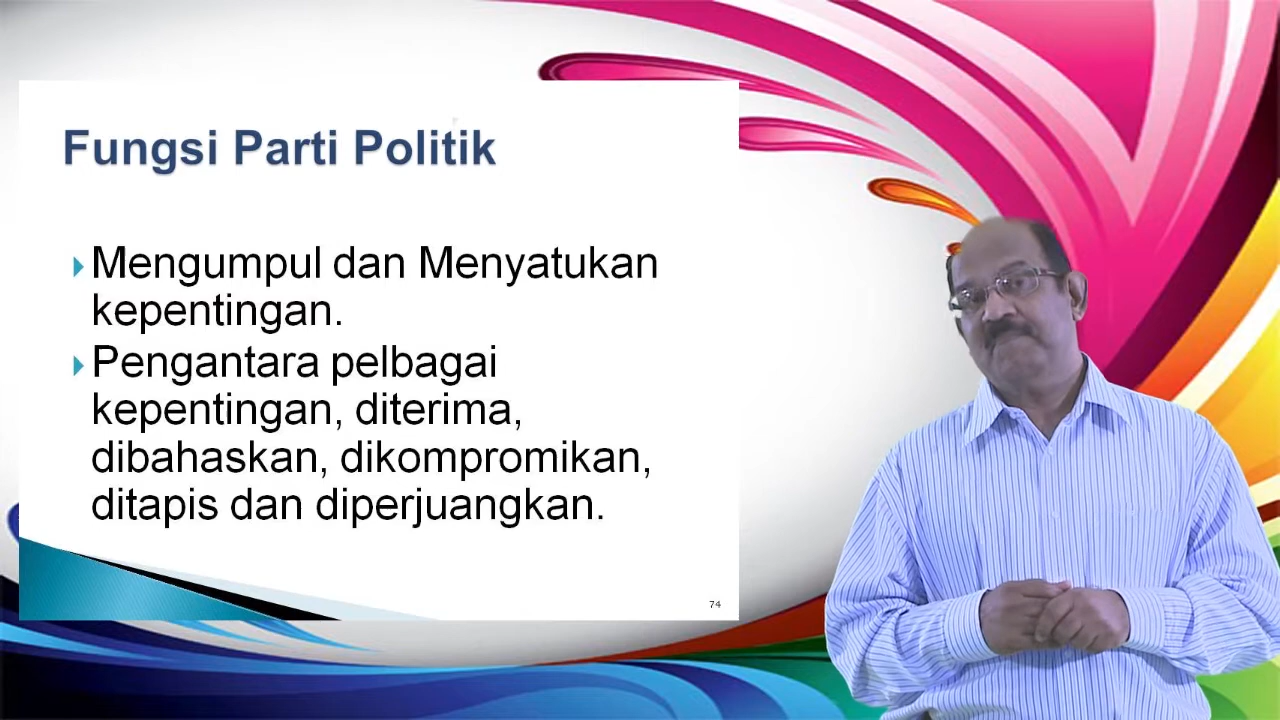 Fungsi Parti Politik
Mengumpul dan Menyatukan
kepentingan.
Pengantara pelbagai
kepentingan, diterima,
dibahaskan, dikompromikan,
ditapis dan diperjuangkan.
74